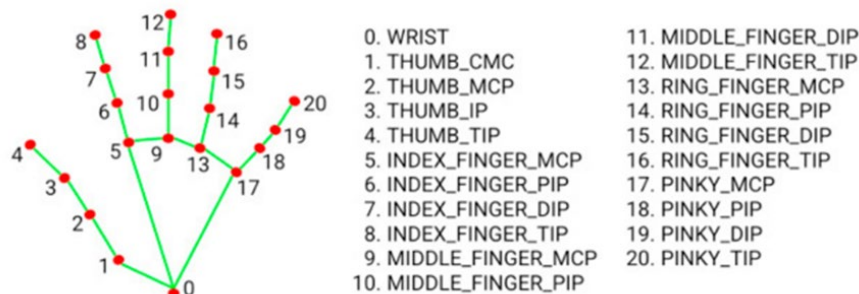 12
8
16
11
7
15
6
10
20
14
4
5
9
19
13
18
3
17
2
1
0
0. WRIST
1. THUMB_CMC
2. THUMB_MCP
3. THUMB_IP
4. THUMB_TIP
5. INDEX_FINGER_MCP
6. INDEX_FINGER_PIP
7. INDEX_FINGER_DIP
8. INDEX_FINGER_TIP
9. MIDDLE_FINGER_MCP
10. MIDDLE_FINGER_PIP
11. MIDDLE_FINGER_DIP
12. MIDDLE_FINGER_TIP
13. RING_FINGER_MCP
14. RING_FINGER_PIP
15. RING_FINGER_DIP
16. RING_FINGER_TIP
17. PINKY_MCP
18. PINKY_PIP
19. PINKY_DIP
20. PINKY_TIP